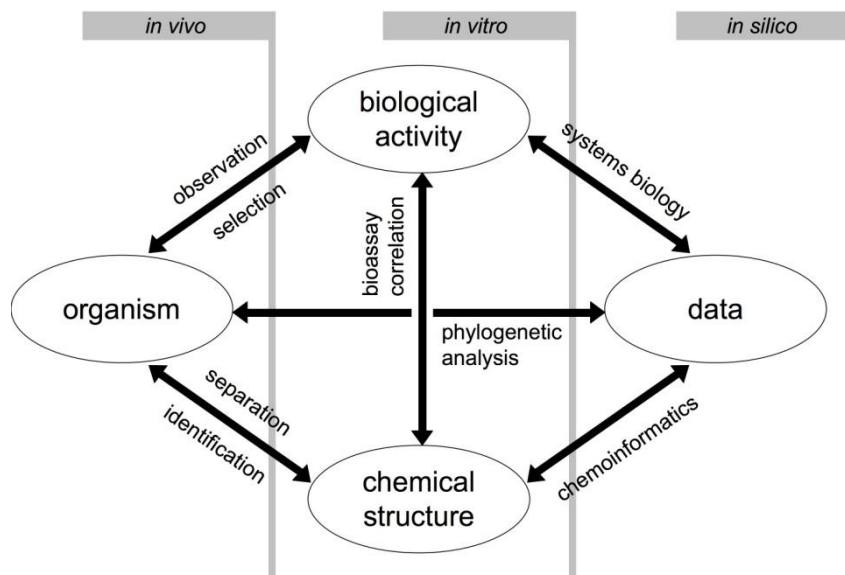 in vivo
in vitro
in silico
biological
activity
observation
selection
systems biology
bioassay
correlation
organism
data
phylogenetic
analysis
separation
identification
chemoinformatics
chemical
structure